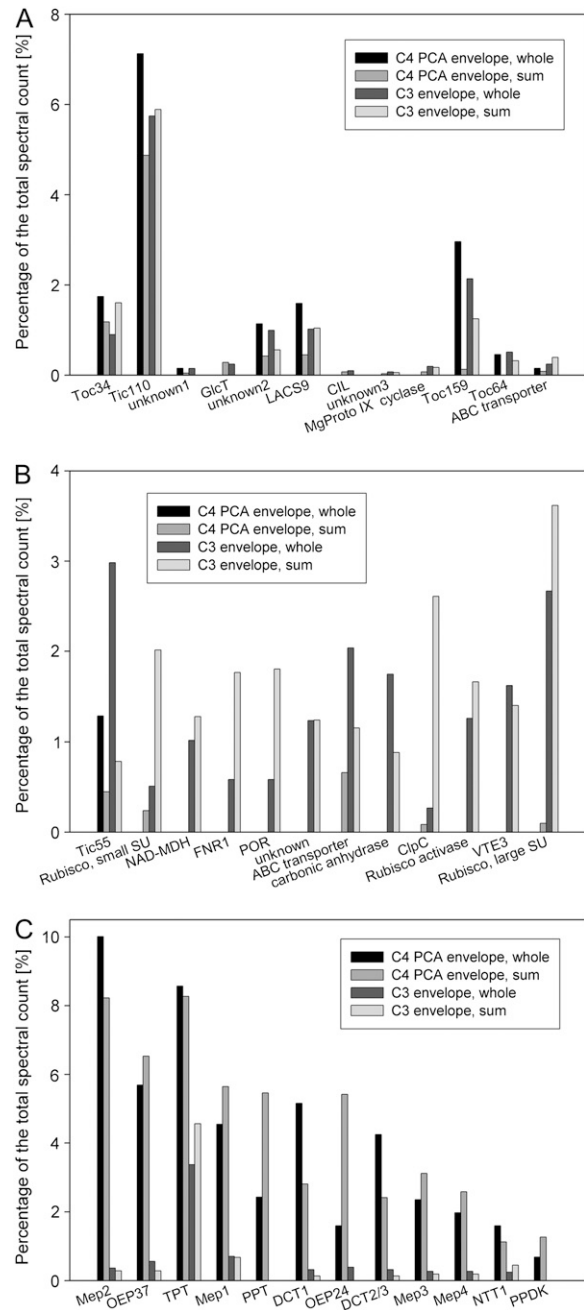 A
Percentage of the total spectral count [%]
8
6
4
2
0
C4 PCA envelope, whole
C4 PCA envelope, sum
C3 envelope, whole
C3 envelope, sum
Toc34
Tic110
unknown1
GlcT
unknown2
LACS9
CIL
unknown3
MgProto IX cyclase
Toc159
Toc64
ABC transporter
B
Percentage of the total spectral count [%]
4
3
2
1
0
C4 PCA envelope, whole
C4 PCA envelope, sum
C3 envelope, whole
C3 envelope, sum
Tic55
Rubisco, small SU
NAD-MDH
FNR1
POR
unknown
ABC transporter
carbonic anhydrase
ClpC
Rubisco activase
VTE3
Rubisco, large SU
C
Percentage of the total spectral count [%]
10
8
6
4
2
0
C4 PCA envelope, whole
C4 PCA envelope, sum
C3 envelope, whole
C3 envelope, sum
Mep2
OEP37
TPT
Mep1
PPT
DCT1
OEP24
DCT2/3
Mep3
Mep4
NTT1
PPDK